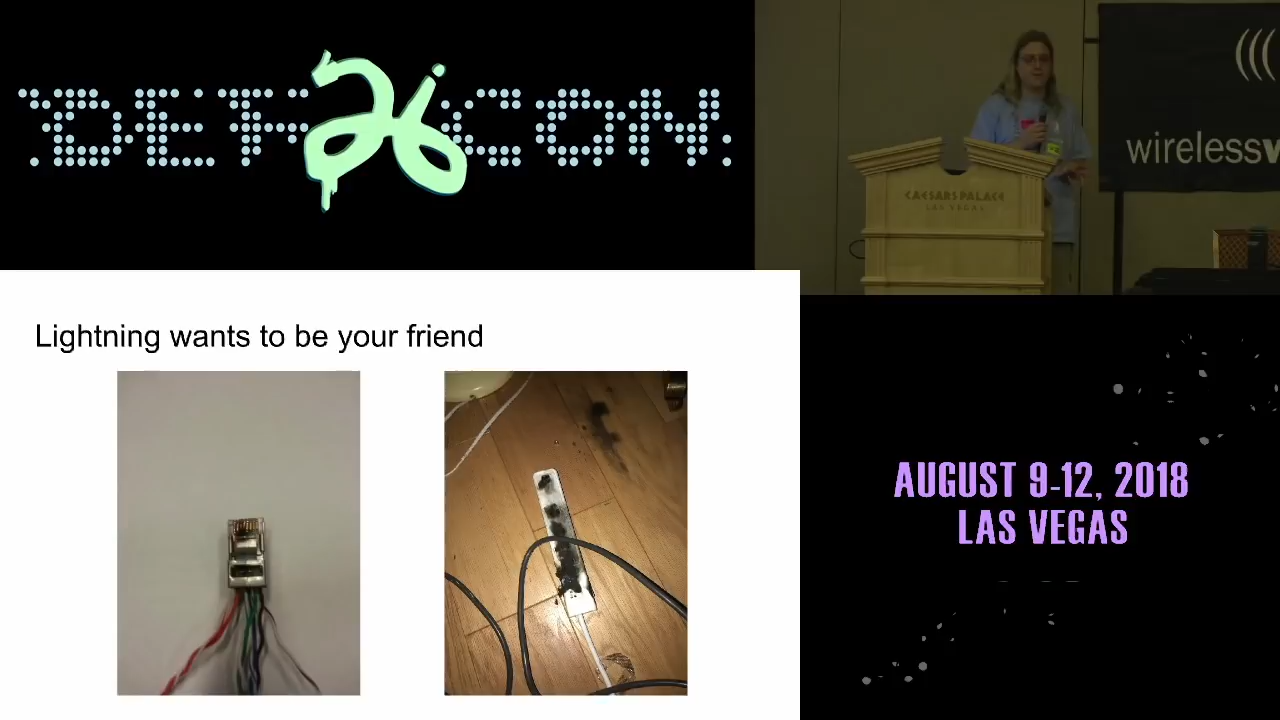 DEF CON
26
CAESARS PALACE
LAS VEGAS
wirelessv
Lightning wants to be your friend
AUGUST 9-12, 2018
LAS VEGAS